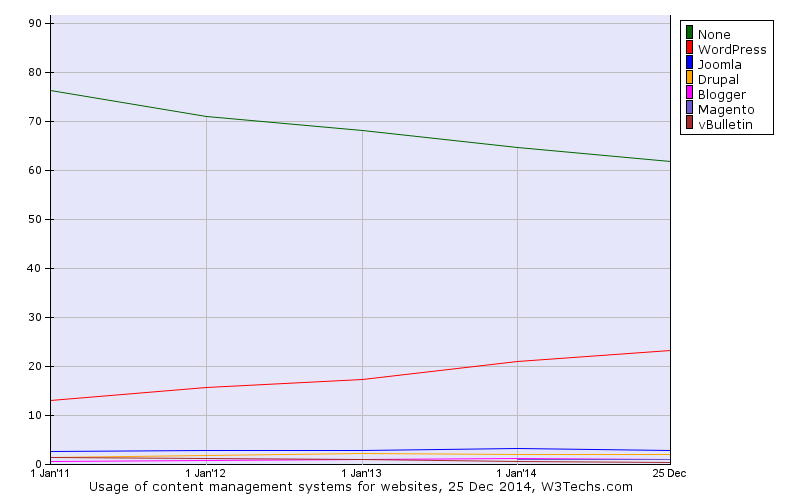 90
80
70
60
50
40
30
20
10
0
1 Jan'11
1 Jan'12
1 Jan'13
1 Jan'14
25 Dec
Usage of content management systems for websites, 25 Dec 2014, W3Techs.com
None
WordPress
Joomla
Drupal
Blogger
Magento
vBulletin